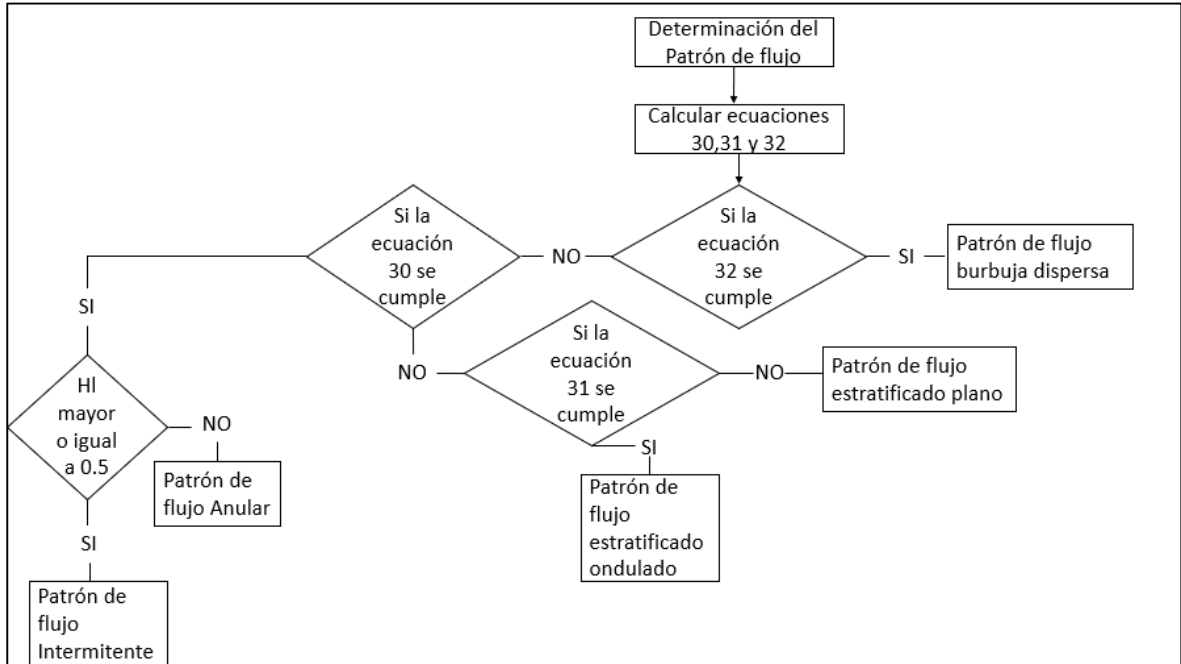 Determinación del
Patrón de flujo
Calcular ecuaciones
30,31 y 32
Si la
ecuación
32 se
cumple
SI
Patrón de flujo
burbuja dispersa
NO
Si la
ecuación
30 se
cumple
SI
Hl
mayor
o igual
a 0.5
NO
Patrón de
flujo Anular
SI
Patrón de
flujo
Intermitente
NO
Si la
ecuación
31 se
cumple
NO
Patrón de flujo
estratificado plano
SI
Patrón de
flujo
estratificado
ondulado